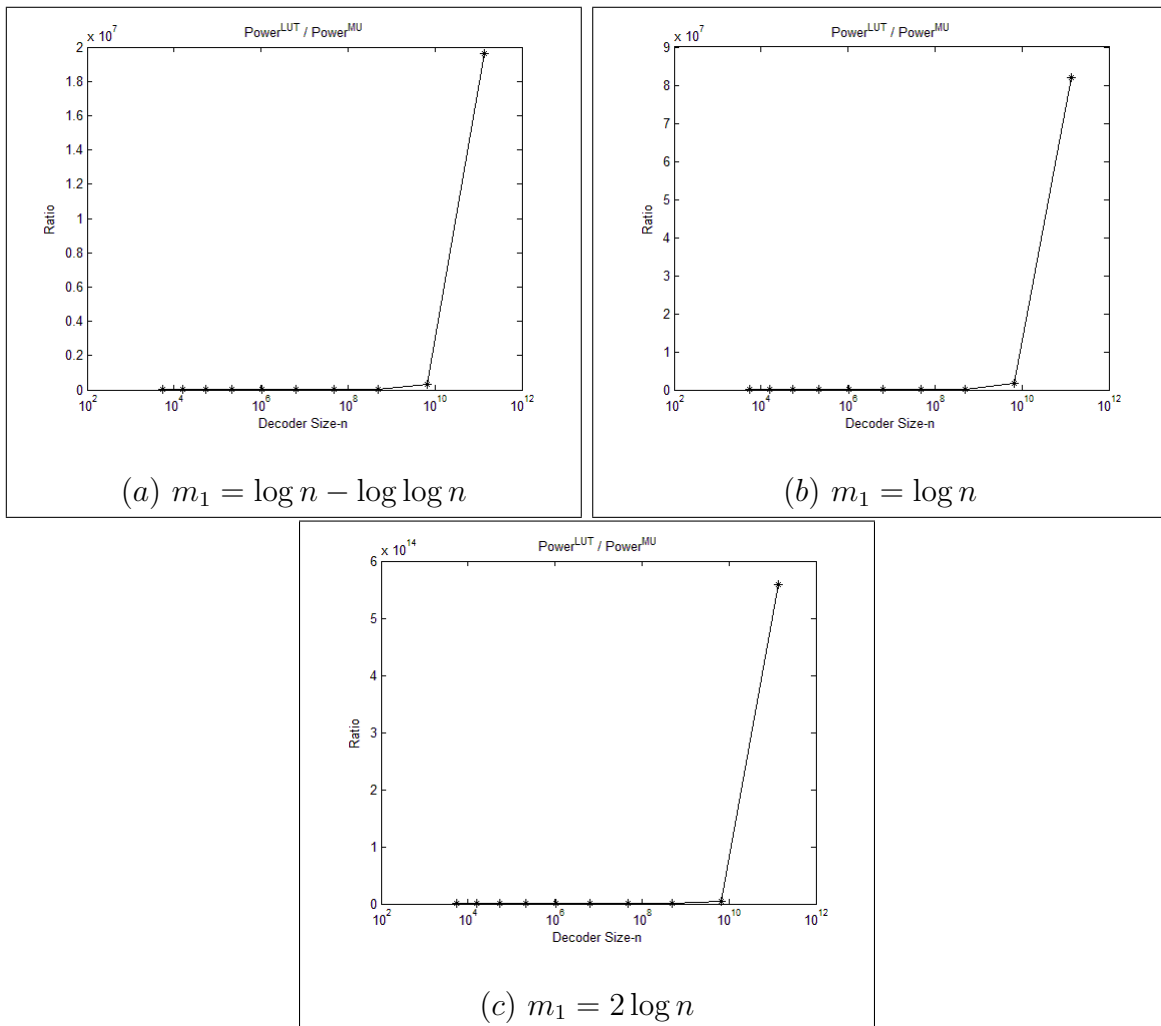 Power^LUT / Power^MU
x 10^7
2
1.8
1.6
1.4
1.2
1
0.8
0.6
0.4
0.2
0
Ratio
10^2 10^4 10^6 10^8 10^10 10^12
Decoder Size-n
(a) m₁ = log n − log log n
Power^LUT / Power^MU
x 10^7
9
8
7
6
5
4
3
2
1
0
Ratio
10^2 10^4 10^6 10^8 10^10 10^12
Decoder Size-n
(b) m₁ = log n
Power^LUT / Power^MU
x 10^14
6
5
4
3
2
1
0
Ratio
10^2 10^4 10^6 10^8 10^10 10^12
Decoder Size-n
(c) m₁ = 2 log n